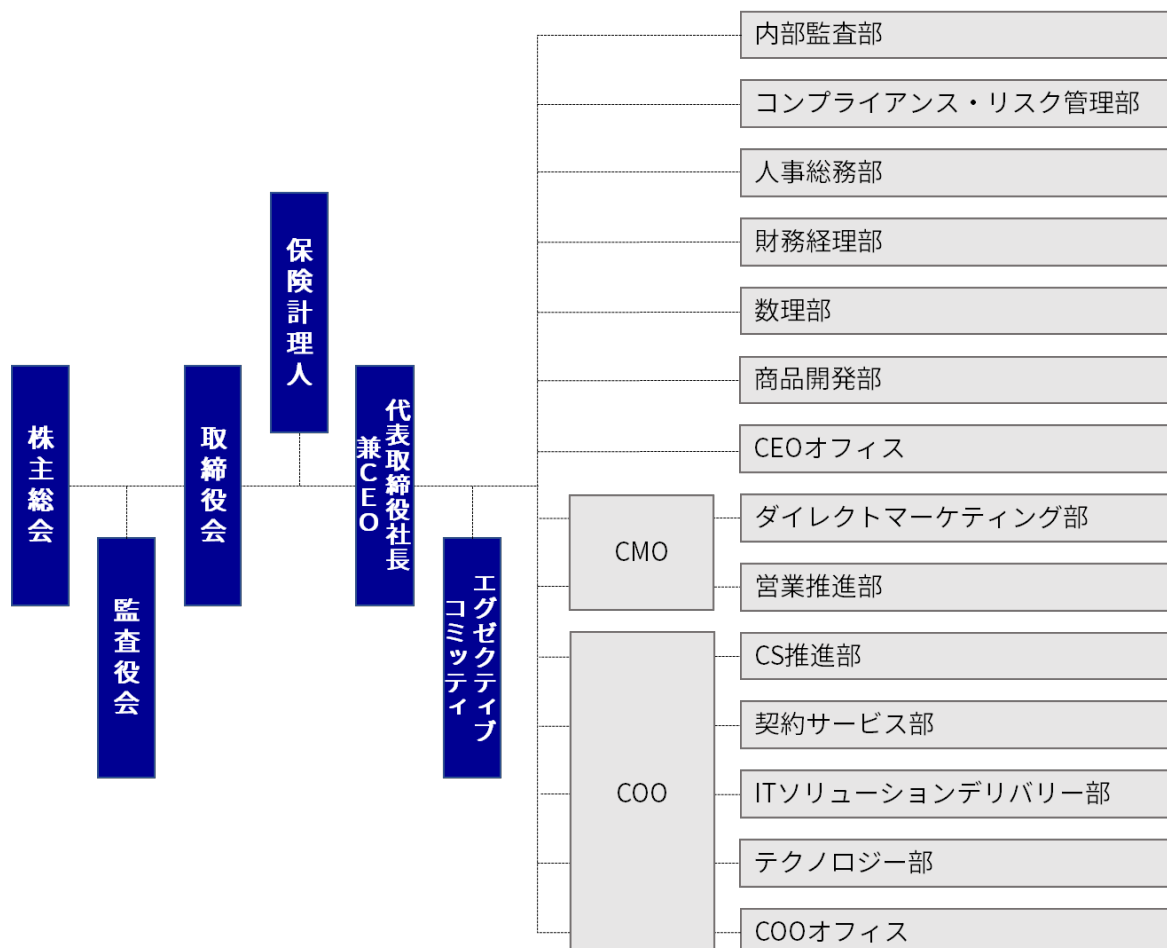 株主総会
監査役会
取締役会
保険計理人
代表取締役社長
兼CEO
エグゼクティブ
コミッティ
内部監査部
コンプライアンス・リスク管理部
人事総務部
財務経理部
数理部
商品開発部
CEOオフィス
CMO
ダイレクトマーケティング部
営業推進部
COO
CS推進部
契約サービス部
ITソリューションデリバリー部
テクノロジー部
COOオフィス